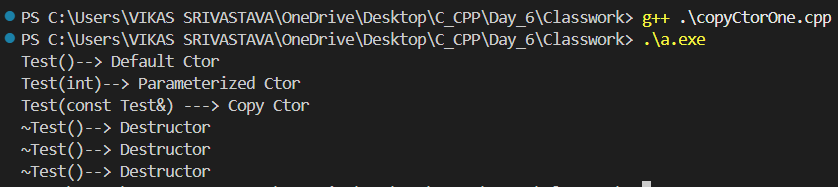 PS C:\Users\VIKAS SRIVASTAVA\OneDrive\Desktop\C_CPP\Day_6\Classwork> g++ .\copyCtorOne.cpp
PS C:\Users\VIKAS SRIVASTAVA\OneDrive\Desktop\C_CPP\Day_6\Classwork> .\a.exe
Test()--> Default Ctor
Test(int)--> Parameterized Ctor
Test(const Test&) ---> Copy Ctor
~Test()--> Destructor
~Test()--> Destructor
~Test()--> Destructor